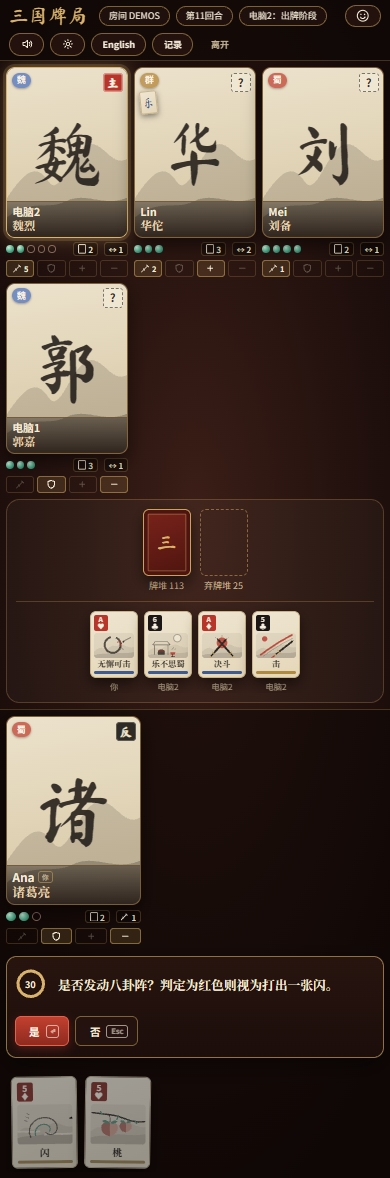 三国牌局 房间 DEMOS 第11回合 电脑2：出牌阶段
English 记录 离开
魏 主 魏 电脑2 魏烈
2 1
5
群 乐 ? 华 Lin 华佗
3 2
2
蜀 ? 刘 Mei 刘备
2 1
1
? 郭 电脑1 郭嘉
3 1
三
牌堆 113 弃牌堆 25
A 无懈可击 6 乐不思蜀 A 决斗 5 击
你 电脑2 电脑2 电脑2
蜀 反
诸
Ana 你
诸葛亮
2 1
30 是否发动八卦阵？判定为红色则视为打出一张闪。
是 否 Esc
5 闪 5 桃